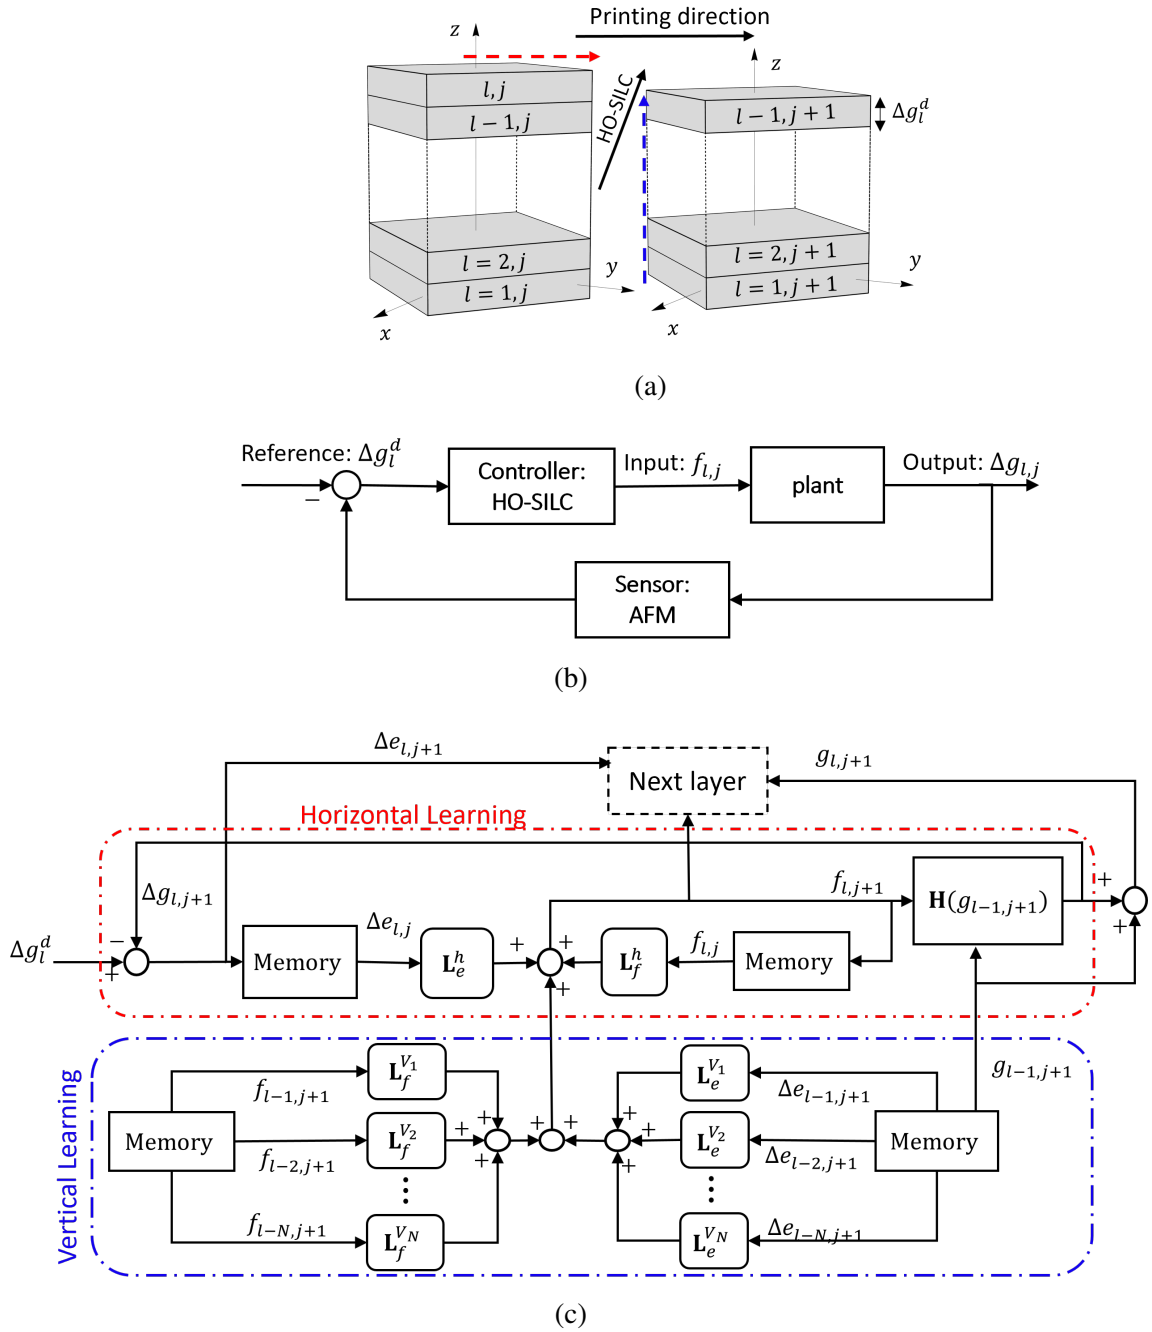 Printing direction
z
z
l, j
l − 1, j
HO-SILC
l − 1, j + 1
Δg_l^d
l = 2, j
l = 1, j
y
x
l = 2, j + 1
l = 1, j + 1
y
x
(a)
Reference: Δg_l^d
−
Controller:
HO-SILC
Input: f_{l,j}
plant
Output: Δg_{l,j}
Sensor:
AFM
(b)
Δe_{l,j+1}
Next layer
g_{l,j+1}
Horizontal Learning
Δg_{l,j+1}
f_{l,j+1}
H(g_{l−1,j+1})
+
+
Δg_l^d
−
+
Memory
Δe_{l,j}
L_e^h
+
+
+
+
L_f^h
f_{l,j}
Memory
Vertical Learning
g_{l−1,j+1}
Memory
f_{l−1,j+1}
L_f^{V_1}
f_{l−2,j+1}
L_f^{V_2}
f_{l−N,j+1}
L_f^{V_N}
+
+
+
+
+
+
+
+
L_e^{V_1}
Δe_{l−1,j+1}
L_e^{V_2}
Δe_{l−2,j+1}
L_e^{V_N}
Δe_{l−N,j+1}
Memory
(c)